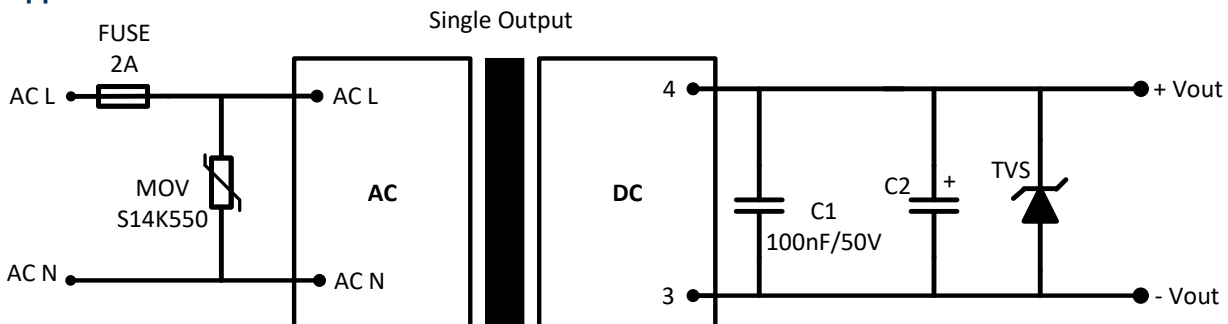 Single Output
FUSE
2A
AC L
AC L
4
+ Vout
MOV
S14K550
AC
DC
C1
100nF/50V
C2
+
TVS
AC N
AC N
3
- Vout